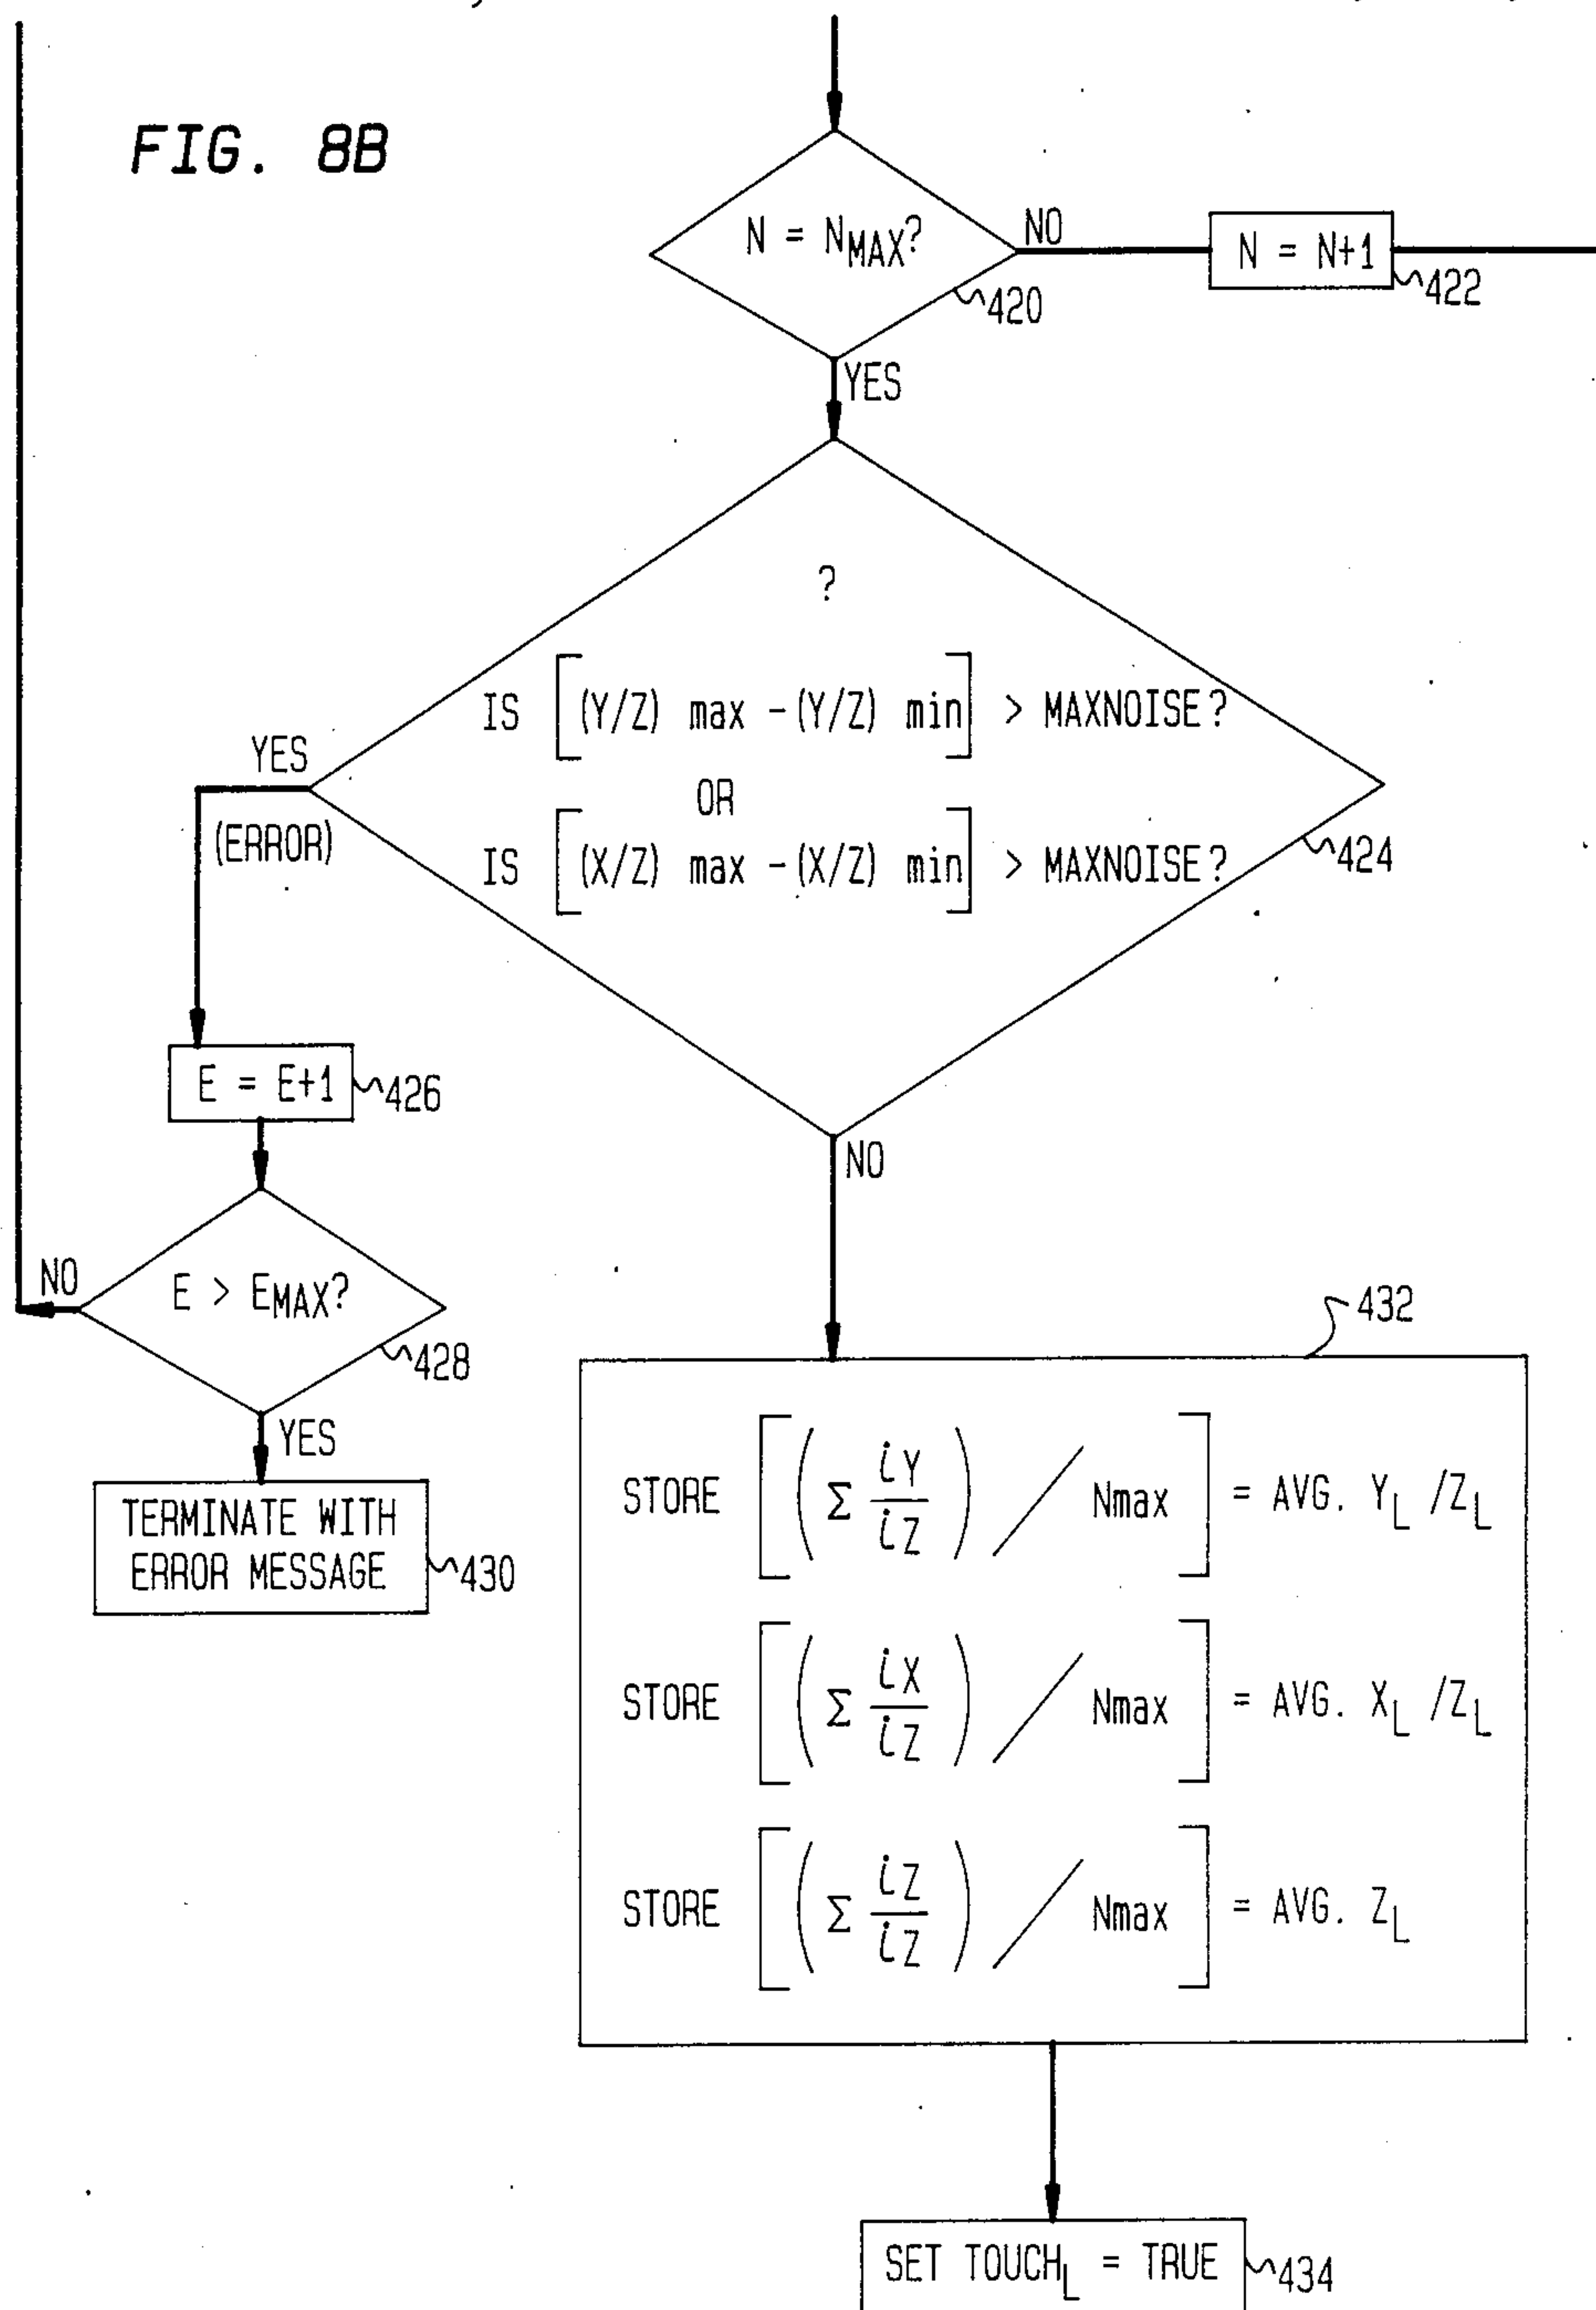 FIG. 8B
N = NMAX?
NO
N = N+1
422
420
YES
?
IS [(Y/Z) max -(Y/Z) min] > MAXNOISE?
OR
IS [(X/Z) max -(X/Z) min] > MAXNOISE?
424
YES
(ERROR)
E = E+1
426
NO
E > EMAX?
NO
428
YES
TERMINATE WITH
ERROR MESSAGE
430
432
STORE [(Σ iY/iZ) / Nmax] = AVG. YL /ZL
STORE [(Σ iX/iZ) / Nmax] = AVG. XL /ZL
STORE [(Σ iZ/iZ) / Nmax] = AVG. ZL
SET TOUCHL = TRUE
434